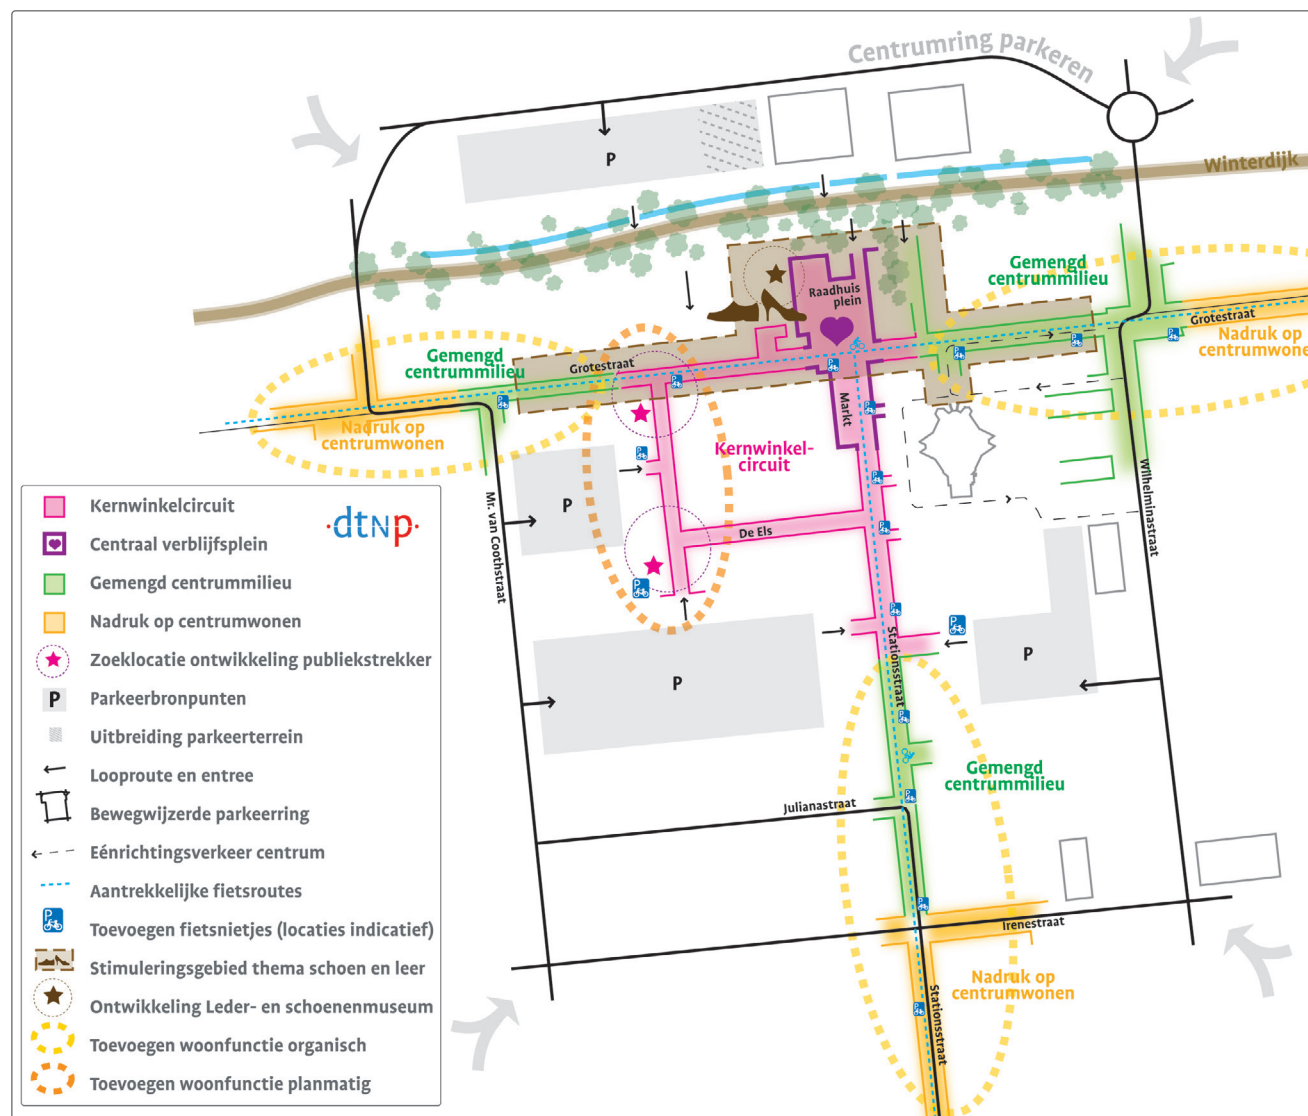 Centrumring parkeren
P
Winterdijk
Gemengd
centrummilieu
Raadhuis
plein
Grotestraat
Nadruk op
centrumwone
Gemengd
centrummilieu
Grotestraat
Markt
Nadruk op
centrumwonen
Kernwinkel-
circuit
Mr. van Coothstraat
P
De Els
Wilhelminastraat
Stationsstraat
P
P
Gemengd
centrummilieu
Julianastraat
Irenestraat
Nadruk op
centrumwonen
Stationsstraat
dtNp
Kernwinkelcircuit
Centraal verblijfsplein
Gemengd centrummilieu
Nadruk op centrumwonen
Zoeklocatie ontwikkeling publiekstrekker
P Parkeerbronpunten
Uitbreiding parkeerterrein
Looproute en entree
Bewegwijzerde parkeerring
Eénrichtingsverkeer centrum
Aantrekkelijke fietsroutes
P Toevoegen fietsnietjes (locaties indicatief)
Stimuleringsgebied thema schoen en leer
Ontwikkeling Leder- en schoenenmuseum
Toevoegen woonfunctie organisch
Toevoegen woonfunctie planmatig